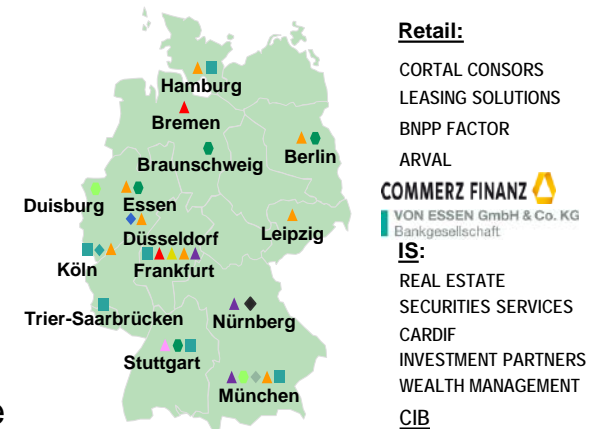 Hamburg
Bremen
Braunschweig
Berlin
Duisburg
Essen
Düsseldorf
Leipzig
Köln
Frankfurt
Trier-Saarbrücken
Nürnberg
Stuttgart
München
e
Retail:
CORTAL CONSORS
LEASING SOLUTIONS
BNPP FACTOR
ARVAL
COMMERZ FINANZ
VON ESSEN GmbH & Co. KG
Bankgesellschaft
IS:
REAL ESTATE
SECURITIES SERVICES
CARDIF
INVESTMENT PARTNERS
WEALTH MANAGEMENT
CIB